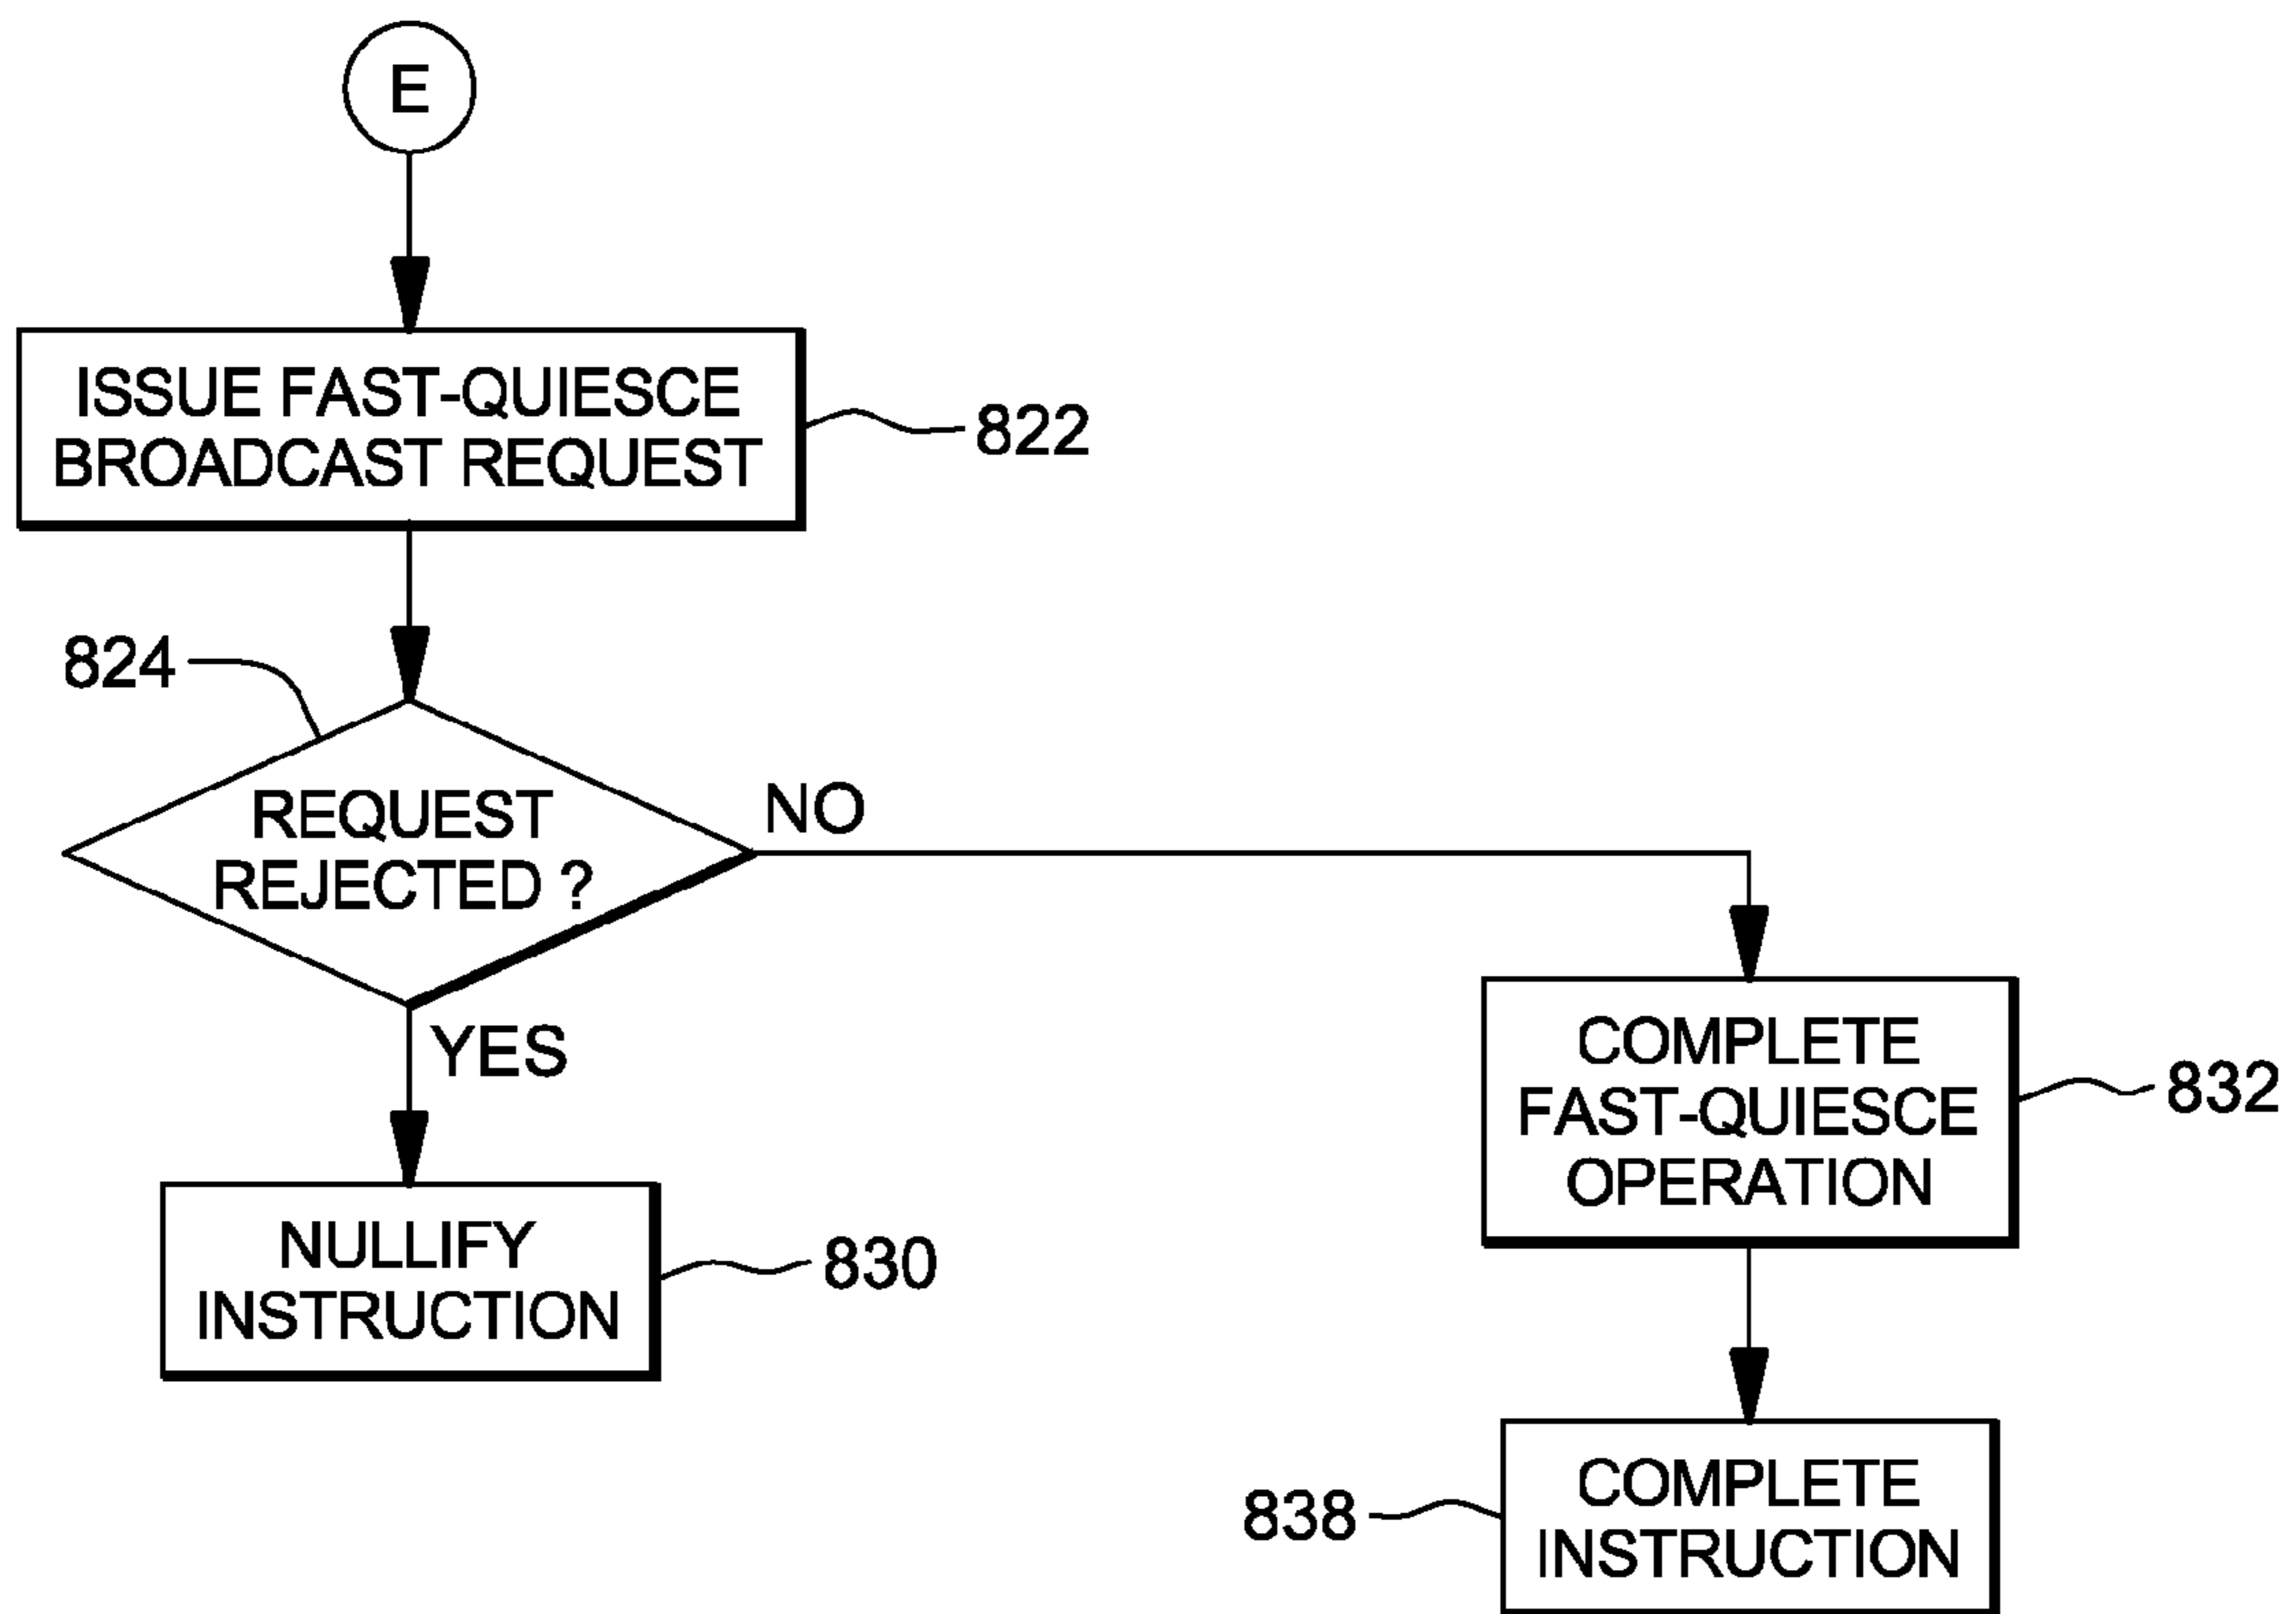 E
ISSUE FAST-QUIESCE
BROADCAST REQUEST
822
824
REQUEST
REJECTED ?
NO
YES
NULLIFY
INSTRUCTION
830
COMPLETE
FAST-QUIESCE
OPERATION
832
838
COMPLETE
INSTRUCTION